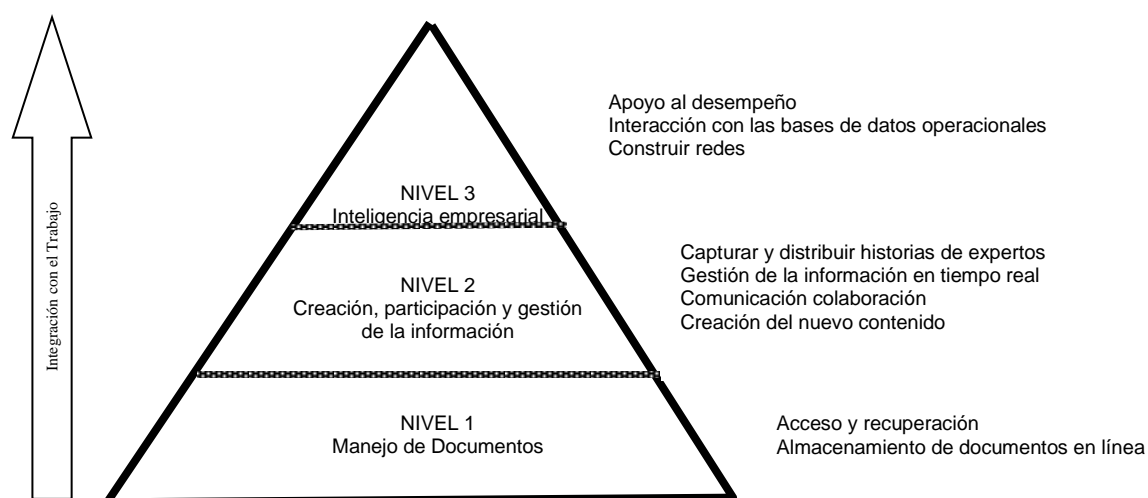 Apoyo al desempeño
Interacción con las bases de datos operacionales
Construir redes
NIVEL 3
Inteligencia empresarial
Integración con el Trabajo
Capturar y distribuir historias de expertos
Gestión de la información en tiempo real
Comunicación colaboración
Creación del nuevo contenido
NIVEL 2
Creación, participación y gestión
de la información
NIVEL 1
Manejo de Documentos
Acceso y recuperación
Almacenamiento de documentos en línea